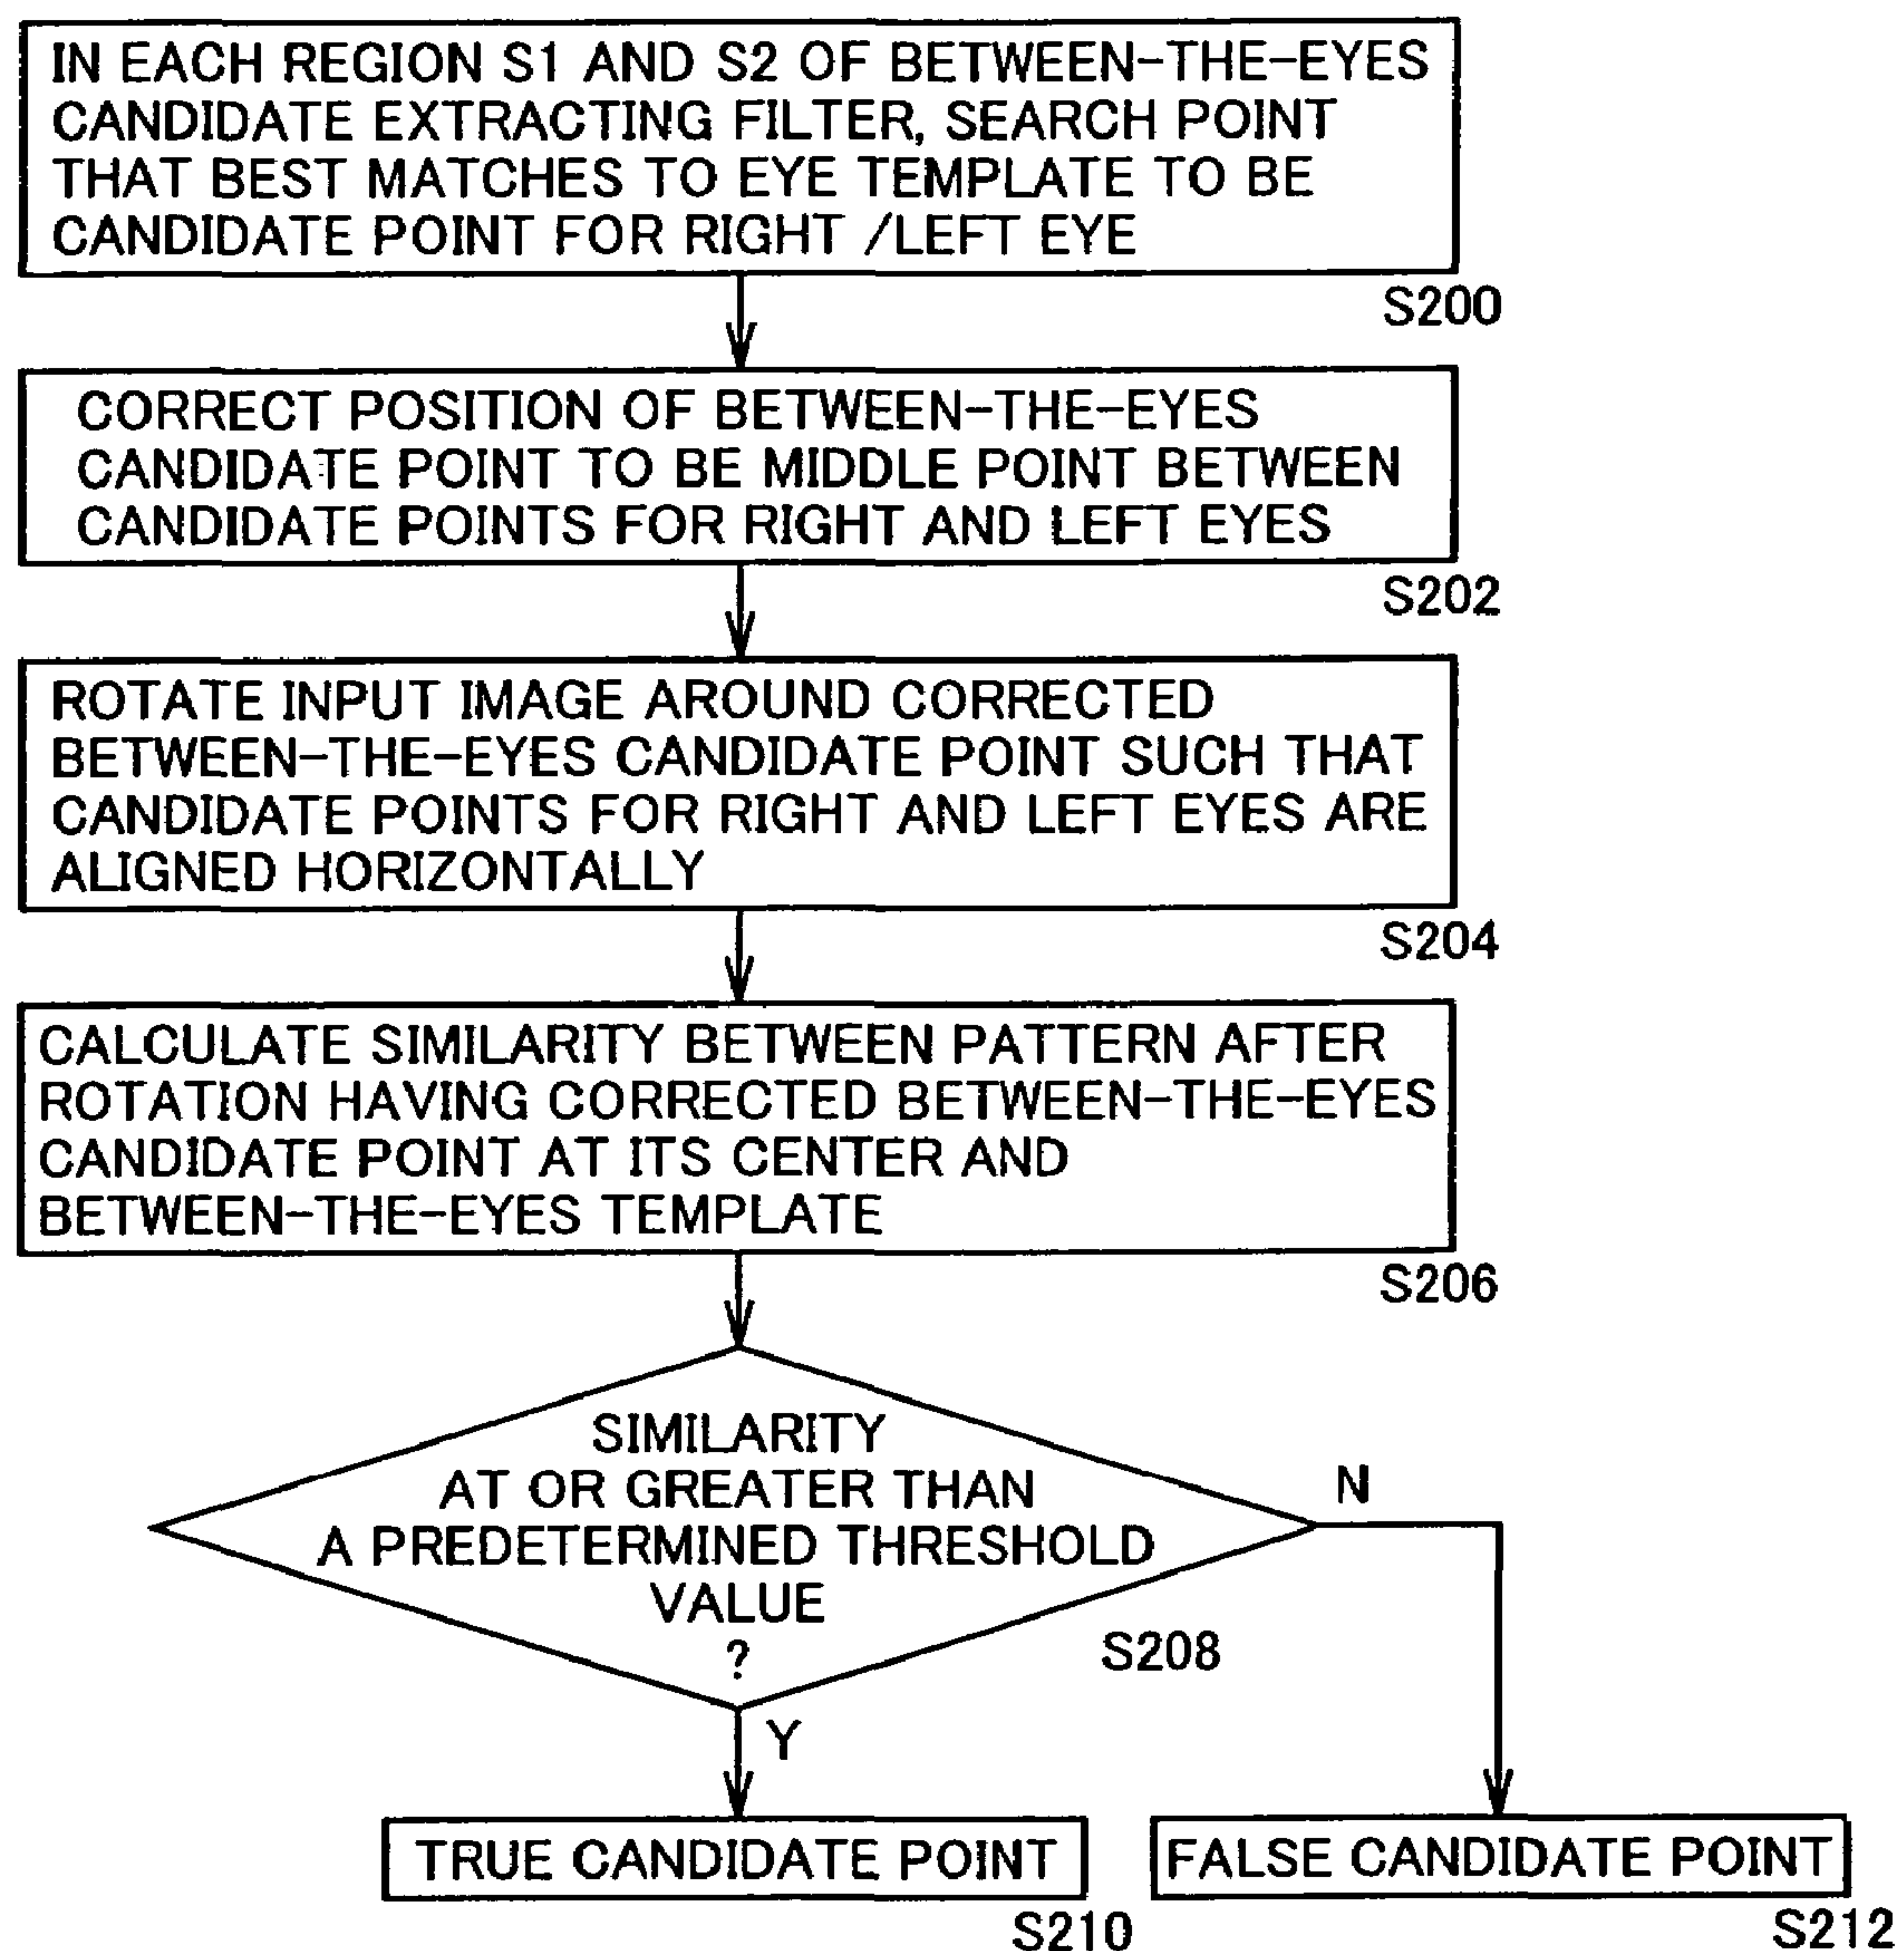 IN EACH REGION S1 AND S2 OF BETWEEN-THE-EYES
CANDIDATE EXTRACTING FILTER, SEARCH POINT
THAT BEST MATCHES TO EYE TEMPLATE TO BE
CANDIDATE POINT FOR RIGHT /LEFT EYE
S200
CORRECT POSITION OF BETWEEN-THE-EYES
CANDIDATE POINT TO BE MIDDLE POINT BETWEEN
CANDIDATE POINTS FOR RIGHT AND LEFT EYES
S202
ROTATE INPUT IMAGE AROUND CORRECTED
BETWEEN-THE-EYES CANDIDATE POINT SUCH THAT
CANDIDATE POINTS FOR RIGHT AND LEFT EYES ARE
ALIGNED HORIZONTALLY
S204
CALCULATE SIMILARITY BETWEEN PATTERN AFTER
ROTATION HAVING CORRECTED BETWEEN-THE-EYES
CANDIDATE POINT AT ITS CENTER AND
BETWEEN-THE-EYES TEMPLATE
S206
SIMILARITY
AT OR GREATER THAN
A PREDETERMINED THRESHOLD
VALUE
?
S208
N
Y
TRUE CANDIDATE POINT
S210
FALSE CANDIDATE POINT
S212